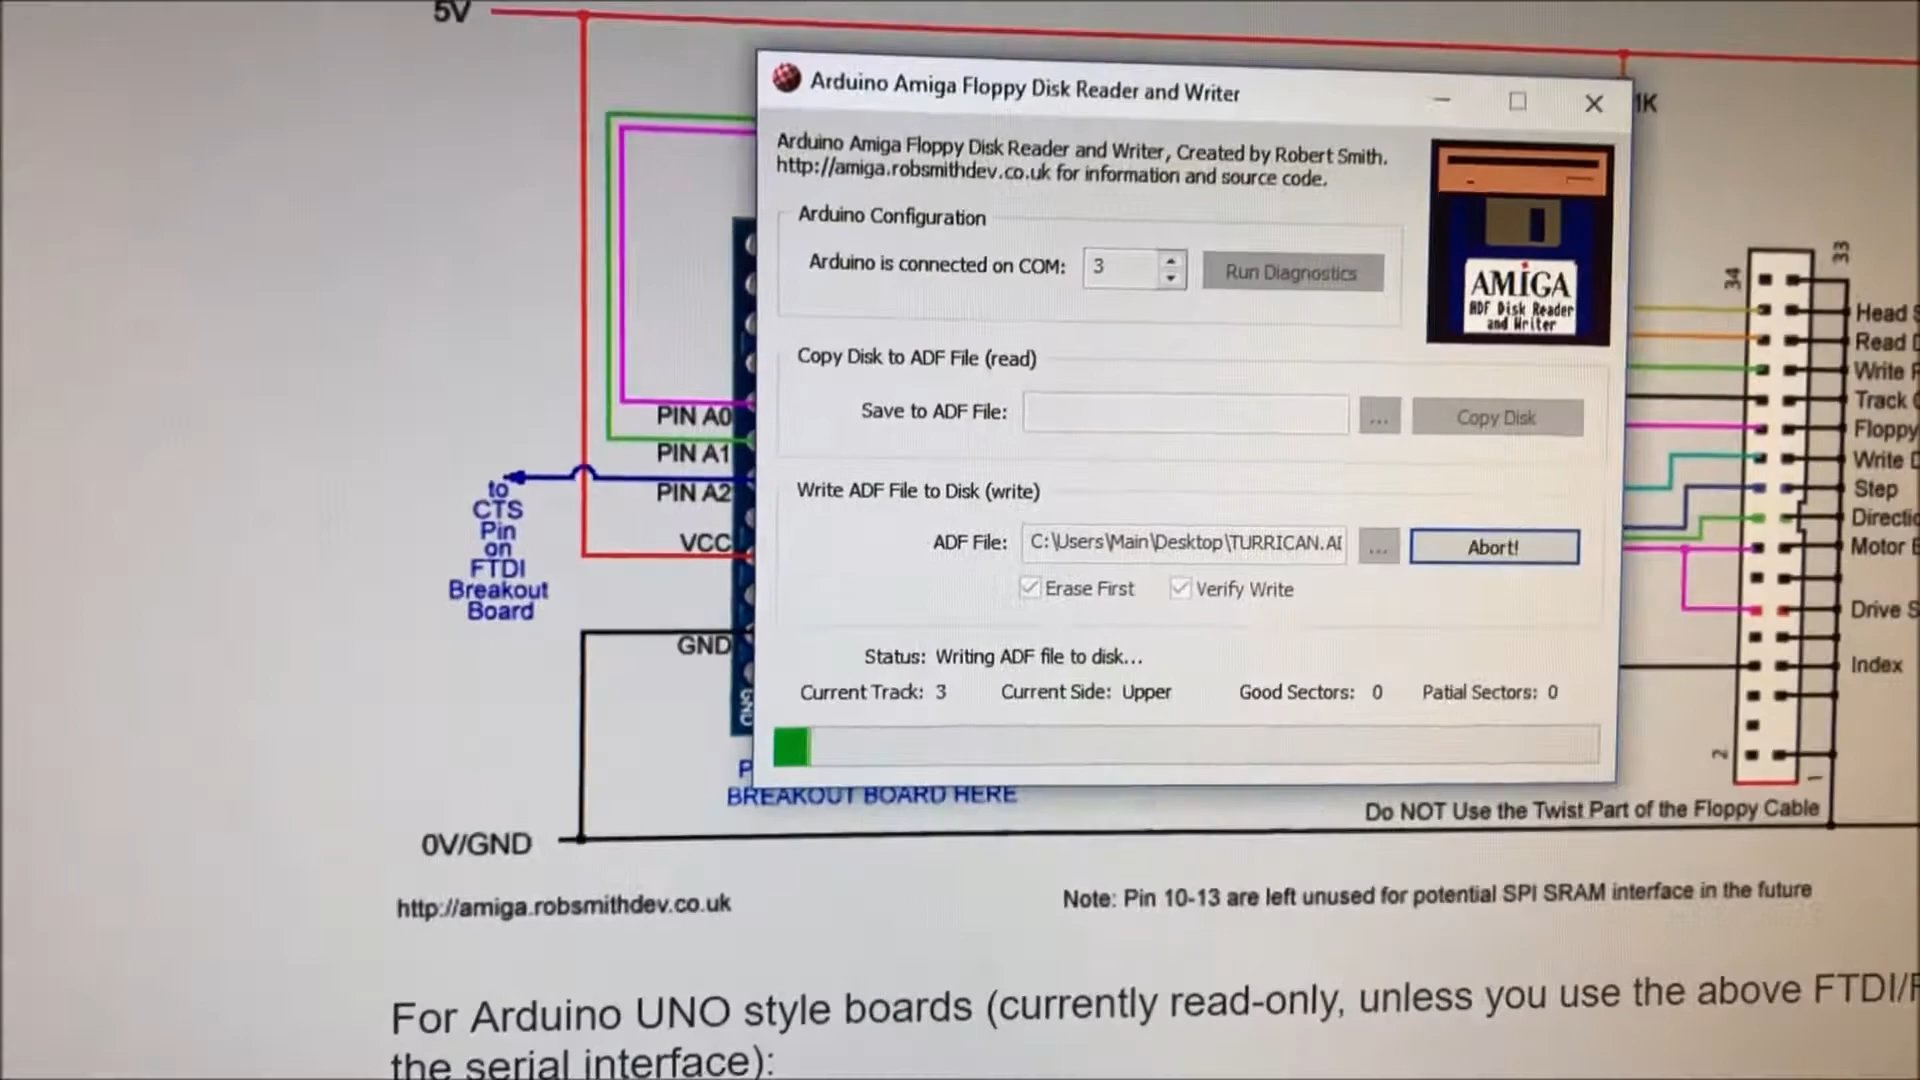 5V
Arduino Amiga Floppy Disk Reader and Writer
1K
Arduino Amiga Floppy Disk Reader and Writer, Created by Robert Smith.
http://amiga.robsmithdev.co.uk for information and source code.
Arduino Configuration
Arduino is connected on COM: 3 Run Diagnostics
AMIGA
ADF Disk Reader
and Writer
Copy Disk to ADF File (read)
Save to ADF File: ... Copy Disk
Write ADF File to Disk (write)
ADF File: C:\Users\Main\Desktop\TURRICAN.AD ... Abort!
Erase First Verify Write
Status: Writing ADF file to disk...
Current Track: 3 Current Side: Upper Good Sectors: 0 Patial Sectors: 0
PIN A0
PIN A1
PIN A2
VCC
GND
GND
to
CTS
Pin
on
FTDI
Breakout
Board
34
33
Head S
Read D
Write
Track
Floppy
Write D
Step
Directi
Motor E
Drive S
Index
2
1
BREAKOUT BOARD HERE
Do NOT Use the Twist Part of the Floppy Cable
0V/GND
http://amiga.robsmithdev.co.uk
Note: Pin 10-13 are left unused for potential SPI SRAM interface in the future
For Arduino UNO style boards (currently read-only, unless you use the above FTDI/
the serial interface):